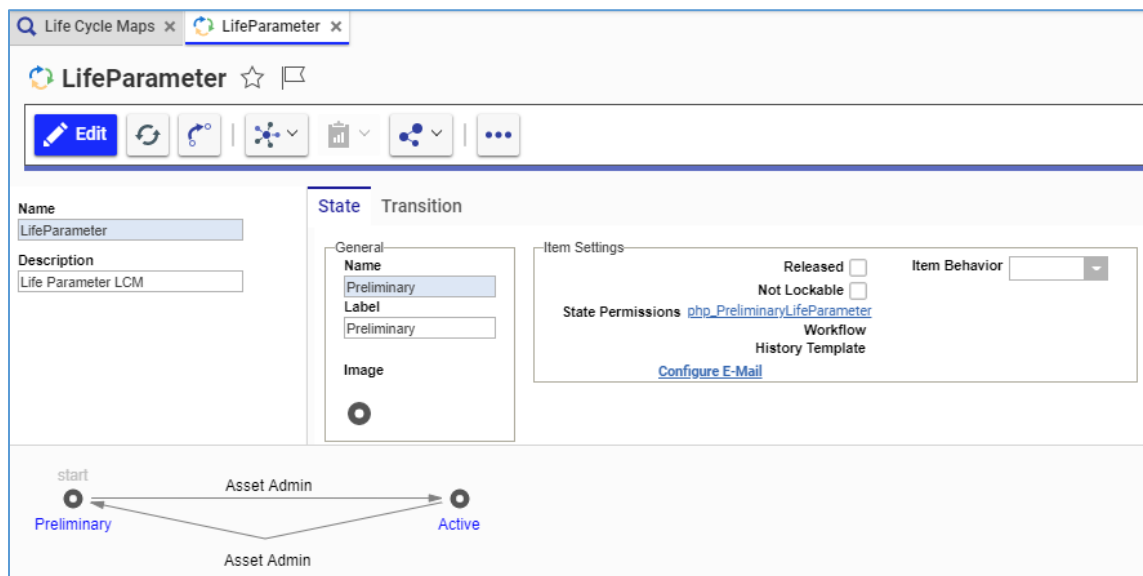 Life Cycle Maps
LifeParameter
LifeParameter
Edit
Name
LifeParameter
Description
Life Parameter LCM
State
Transition
General
Name
Preliminary
Label
Preliminary
Image
Item Settings
Released
Item Behavior
Not Lockable
State Permissions php_PreliminaryLifeParameter
Workflow
History Template
Configure E-Mail
start
Asset Admin
Preliminary
Active
Asset Admin